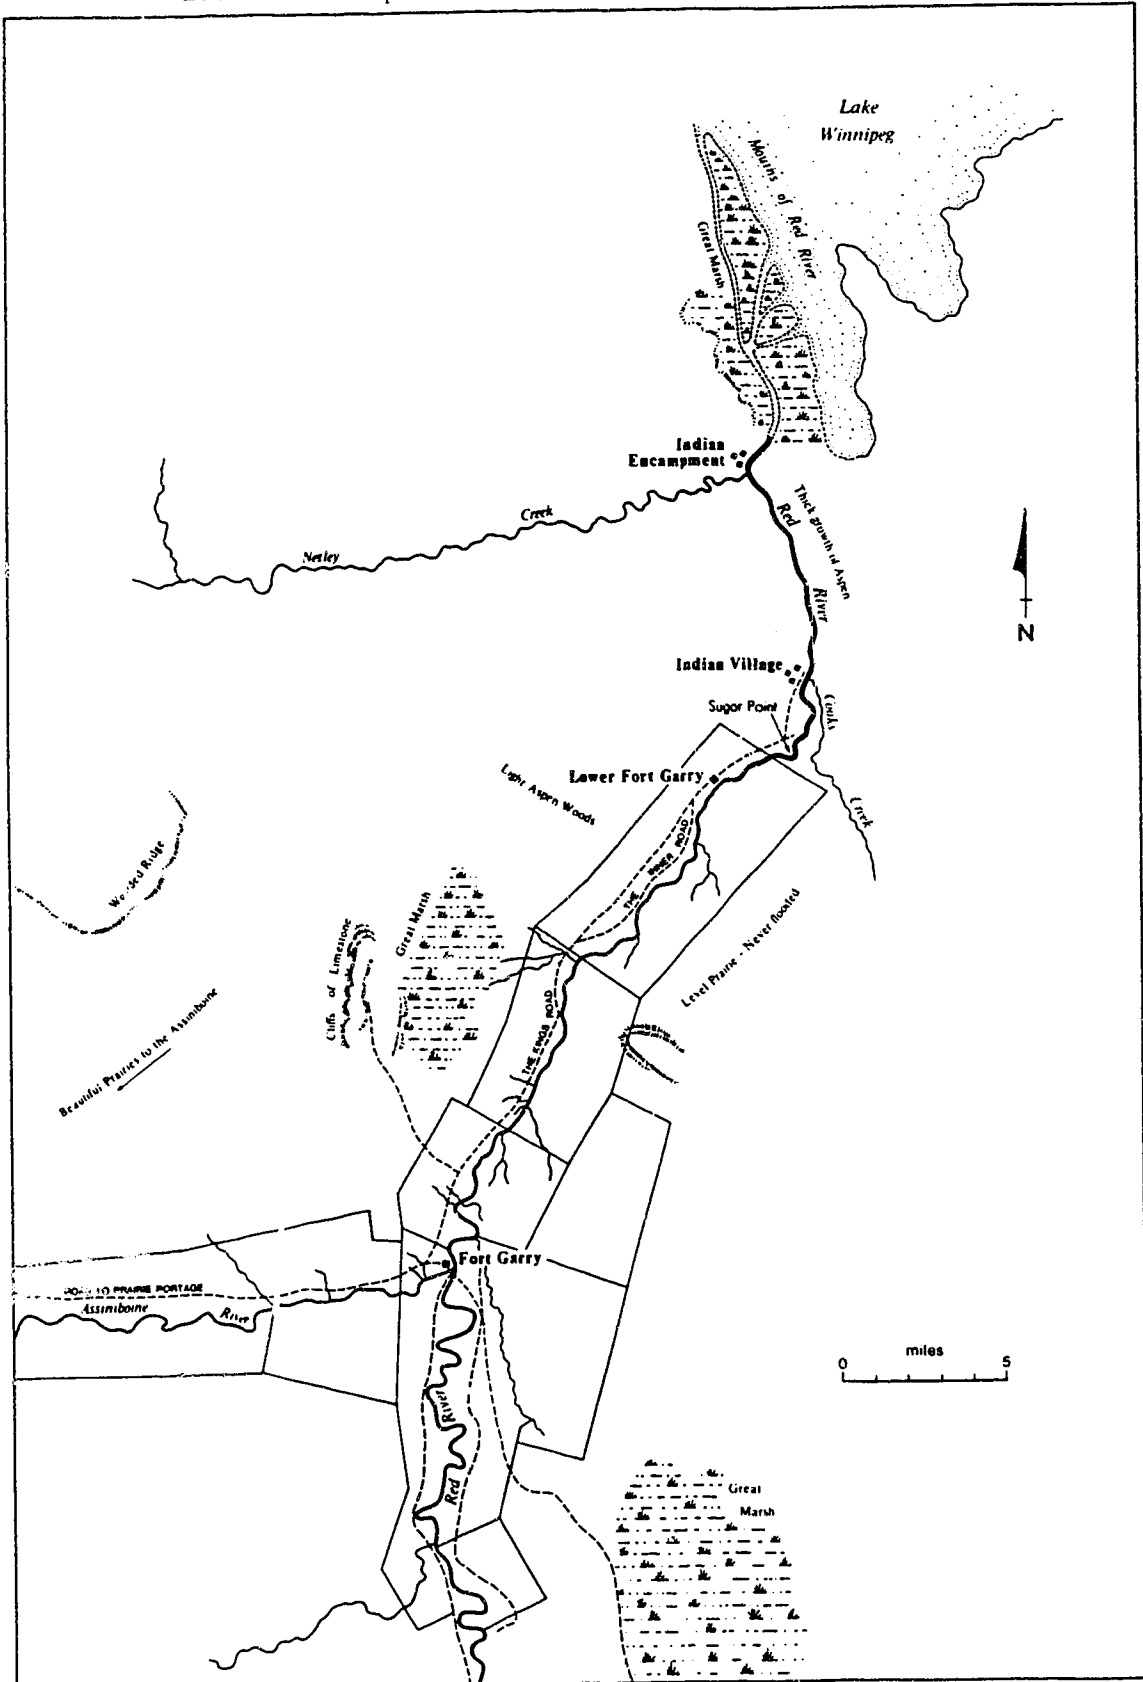 Lake
Winnipeg
Mouths of Red River
Great Marsh
Indian
Encampment
Thick growth of Aspen
Red
River
Creek
Netley
N
Indian Village
Cooks
Creek
Sugar Point
Lower Fort Garry
Light Aspen Woods
THE INNER ROAD
Wooded Ridge
Great Marsh
Cliffs of Limestone
Level Prairie - Never flooded
THE KINGS ROAD
Beautiful Prairies to the Assiniboine
Fort Garry
ROAD TO PRAIRIE PORTAGE
Assiniboine
River
miles
0 5
River
Red
Great
Marsh